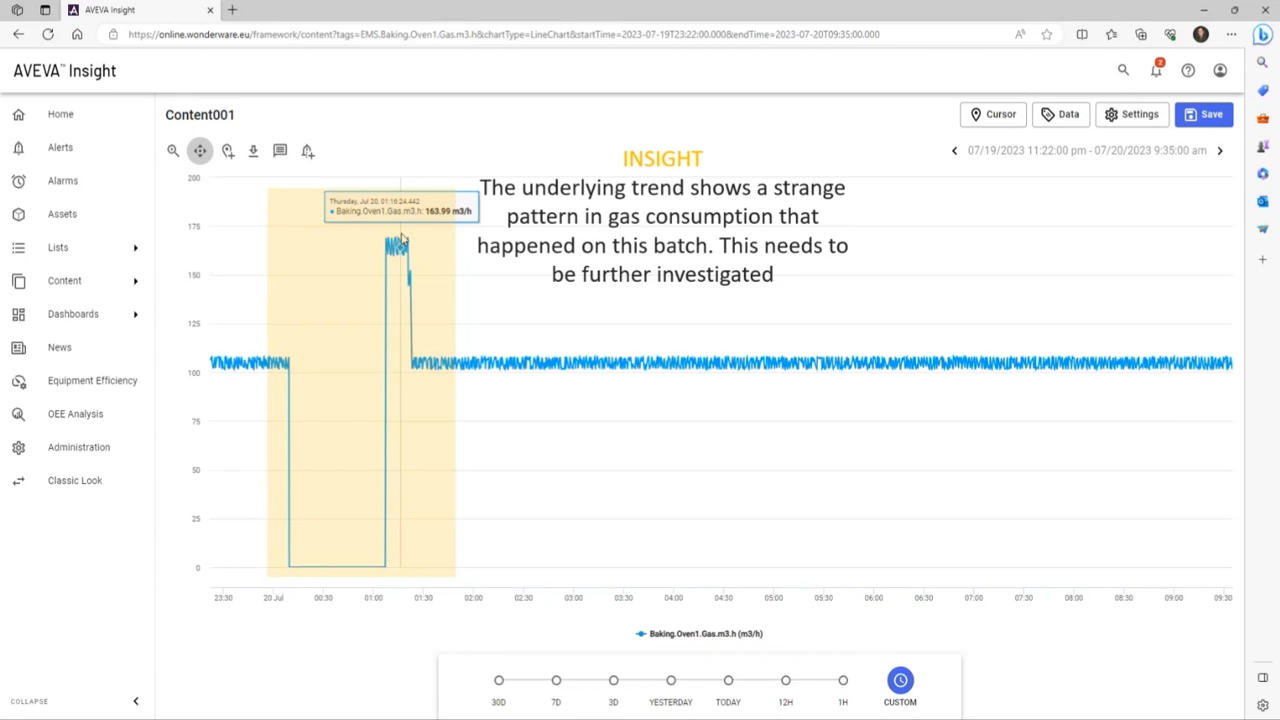 AVEVA Insight
https://online.wonderware.eu/framework/content?tags=EMS.Baking.Oven1.Gas.m3.h&chartType=LineChart&startTime=2023-07-19T23:22:00.000&endTime=2023-07-20T09:35:00.000
AVEVA™ Insight
2
Home
Alerts
Alarms
Assets
Lists
Content
Dashboards
News
Equipment Efficiency
OEE Analysis
Administration
Classic Look
COLLAPSE
Content001
Cursor
Data
Settings
Save
07/19/2023 11:22:00 pm - 07/20/2023 9:35:00 am
INSIGHT
The underlying trend shows a strange
pattern in gas consumption that
happened on this batch. This needs to
be further investigated
Thursday, Jul 20, 01:16:24.442
Baking.Oven1.Gas.m3.h: 163.99 m3/h
200
175
150
125
100
75
50
25
0
23:30 20 Jul 00:30 01:00 01:30 02:00 02:30 03:00 03:30 04:00 04:30 05:00 05:30 06:00 06:30 07:00 07:30 08:00 08:30 09:00 09:30
Baking.Oven1.Gas.m3.h (m3/h)
30D 7D 3D YESTERDAY TODAY 12H 1H CUSTOM